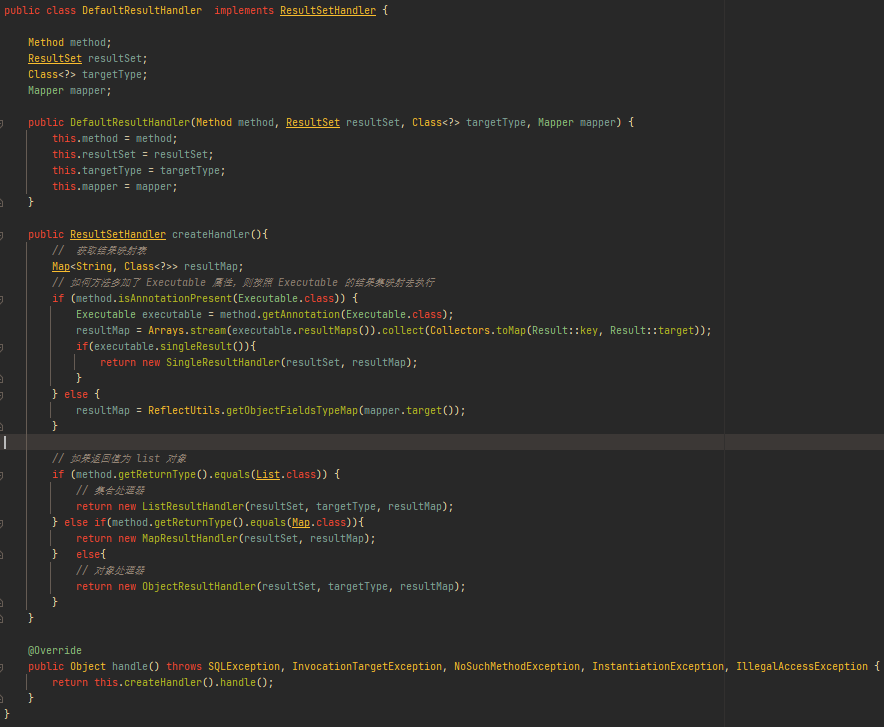 public class DefaultResultHandler  implements ResultSetHandler {
    Method method;
    ResultSet resultSet;
    Class<?> targetType;
    Mapper mapper;
    public DefaultResultHandler(Method method, ResultSet resultSet, Class<?> targetType, Mapper mapper) {
        this.method = method;
        this.resultSet = resultSet;
        this.targetType = targetType;
        this.mapper = mapper;
    }
    public ResultSetHandler createHandler(){
        //  获取结果映射表
        Map<String, Class<?>> resultMap;
        // 如何方法多加了 Executable 属性，则按照 Executable 的结果集映射去执行
        if (method.isAnnotationPresent(Executable.class)) {
            Executable executable = method.getAnnotation(Executable.class);
            resultMap = Arrays.stream(executable.resultMaps()).collect(Collectors.toMap(Result::key, Result::target));
            if(executable.singleResult()){
                return new SingleResultHandler(resultSet, resultMap);
            }
        } else {
            resultMap = ReflectUtils.getObjectFieldsTypeMap(mapper.target());
        }
        // 如果返回值为 list 对象
        if (method.getReturnType().equals(List.class)) {
            // 集合处理器
            return new ListResultHandler(resultSet, targetType, resultMap);
        } else if(method.getReturnType().equals(Map.class)){
            return new MapResultHandler(resultSet, resultMap);
        }   else{
            // 对象处理器
            return new ObjectResultHandler(resultSet, targetType, resultMap);
        }
    }
    @Override
    public Object handle() throws SQLException, InvocationTargetException, NoSuchMethodException, InstantiationException, IllegalAccessException {
        return this.createHandler().handle();
    }
}